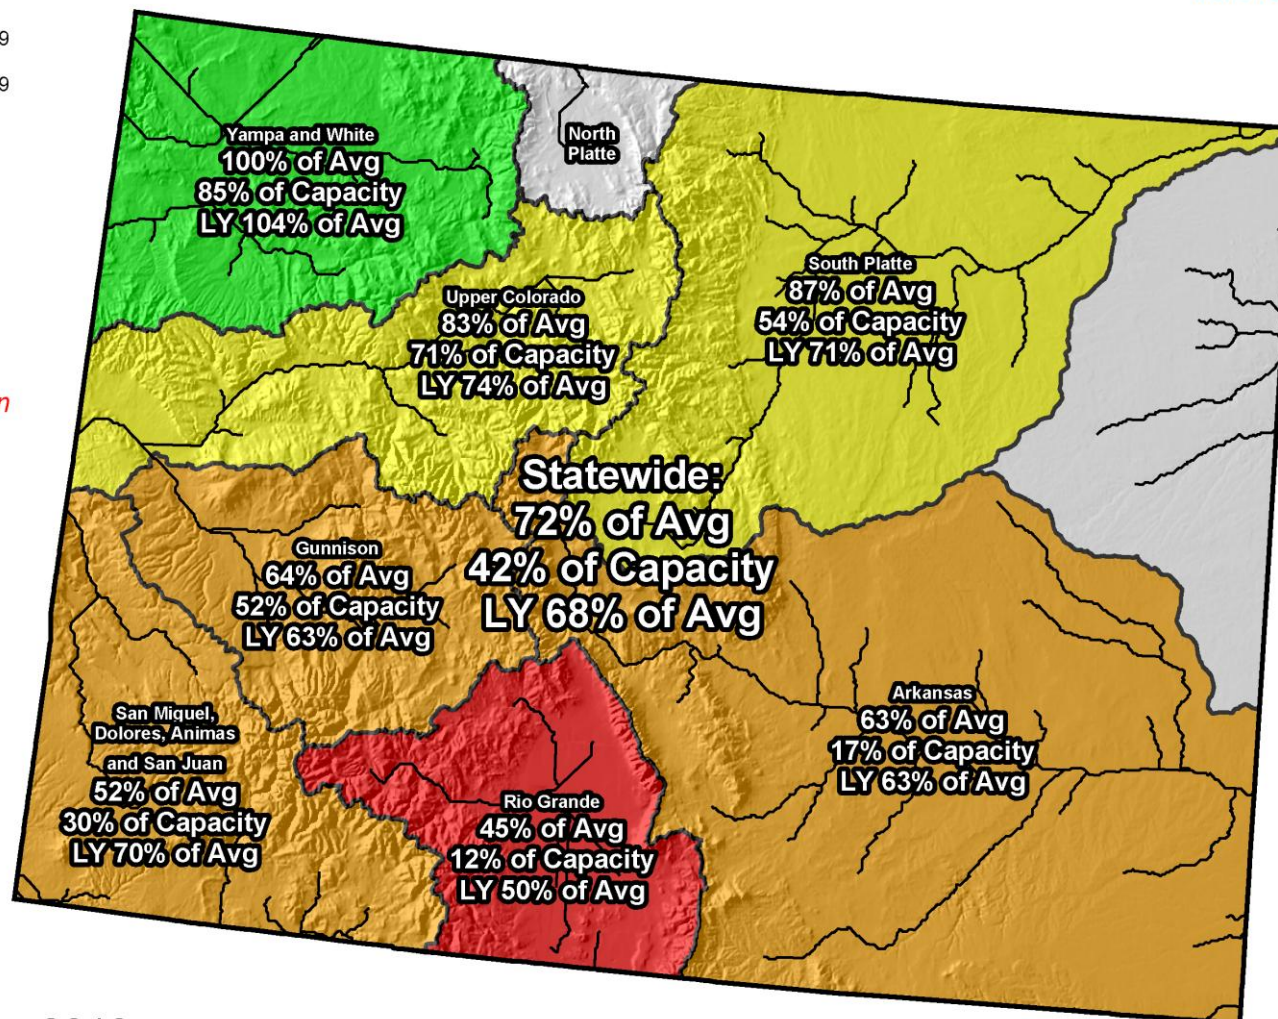 9
9
n
Yampa and White
100% of Avg
85% of Capacity
LY 104% of Avg
North
Platte
South Platte
87% of Avg
54% of Capacity
LY 71% of Avg
Upper Colorado
83% of Avg
71% of Capacity
LY 74% of Avg
Statewide:
72% of Avg
42% of Capacity
LY 68% of Avg
Gunnison
64% of Avg
52% of Capacity
LY 63% of Avg
San Miguel,
Dolores, Animas
and San Juan
52% of Avg
30% of Capacity
LY 70% of Avg
Arkansas
63% of Avg
17% of Capacity
LY 63% of Avg
Rio Grande
45% of Avg
12% of Capacity
LY 50% of Avg